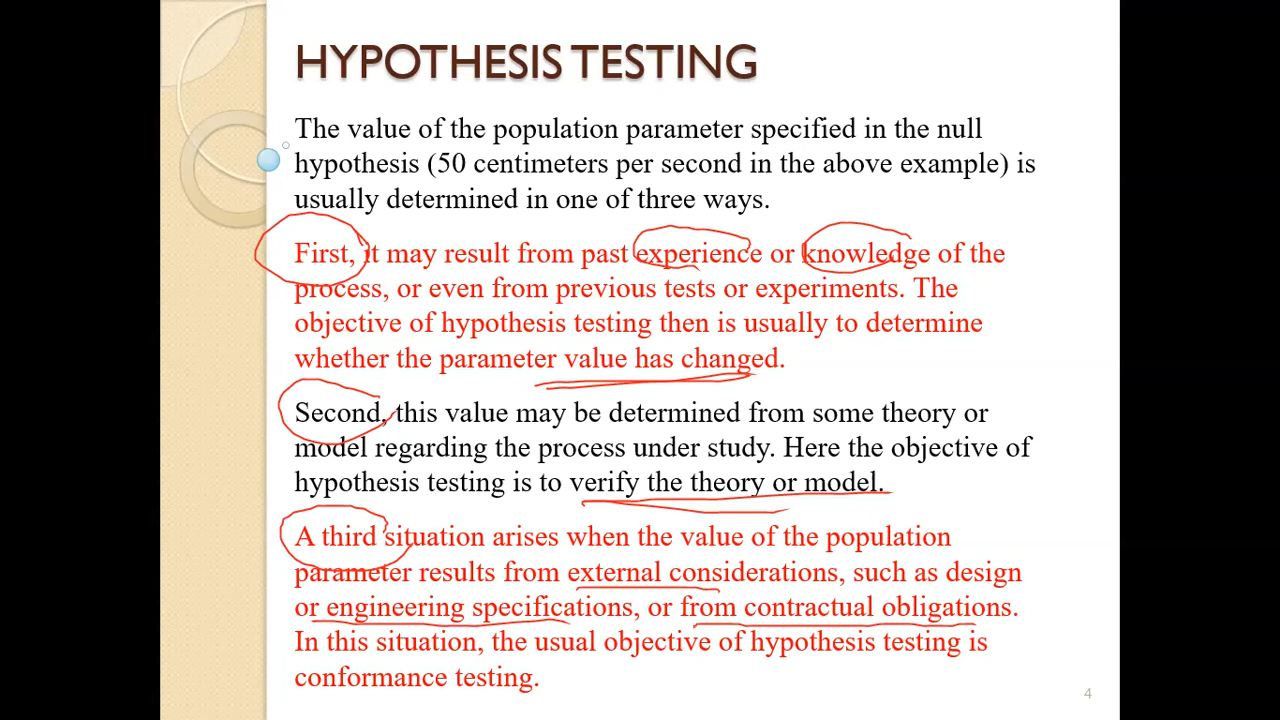 HYPOTHESIS TESTING
The value of the population parameter specified in the null
hypothesis (50 centimeters per second in the above example) is
usually determined in one of three ways.
First, it may result from past experience or knowledge of the
process, or even from previous tests or experiments. The
objective of hypothesis testing then is usually to determine
whether the parameter value has changed.
Second, this value may be determined from some theory or
model regarding the process under study. Here the objective of
hypothesis testing is to verify the theory or model.
A third situation arises when the value of the population
parameter results from external considerations, such as design
or engineering specifications, or from contractual obligations.
In this situation, the usual objective of hypothesis testing is
conformance testing.
4